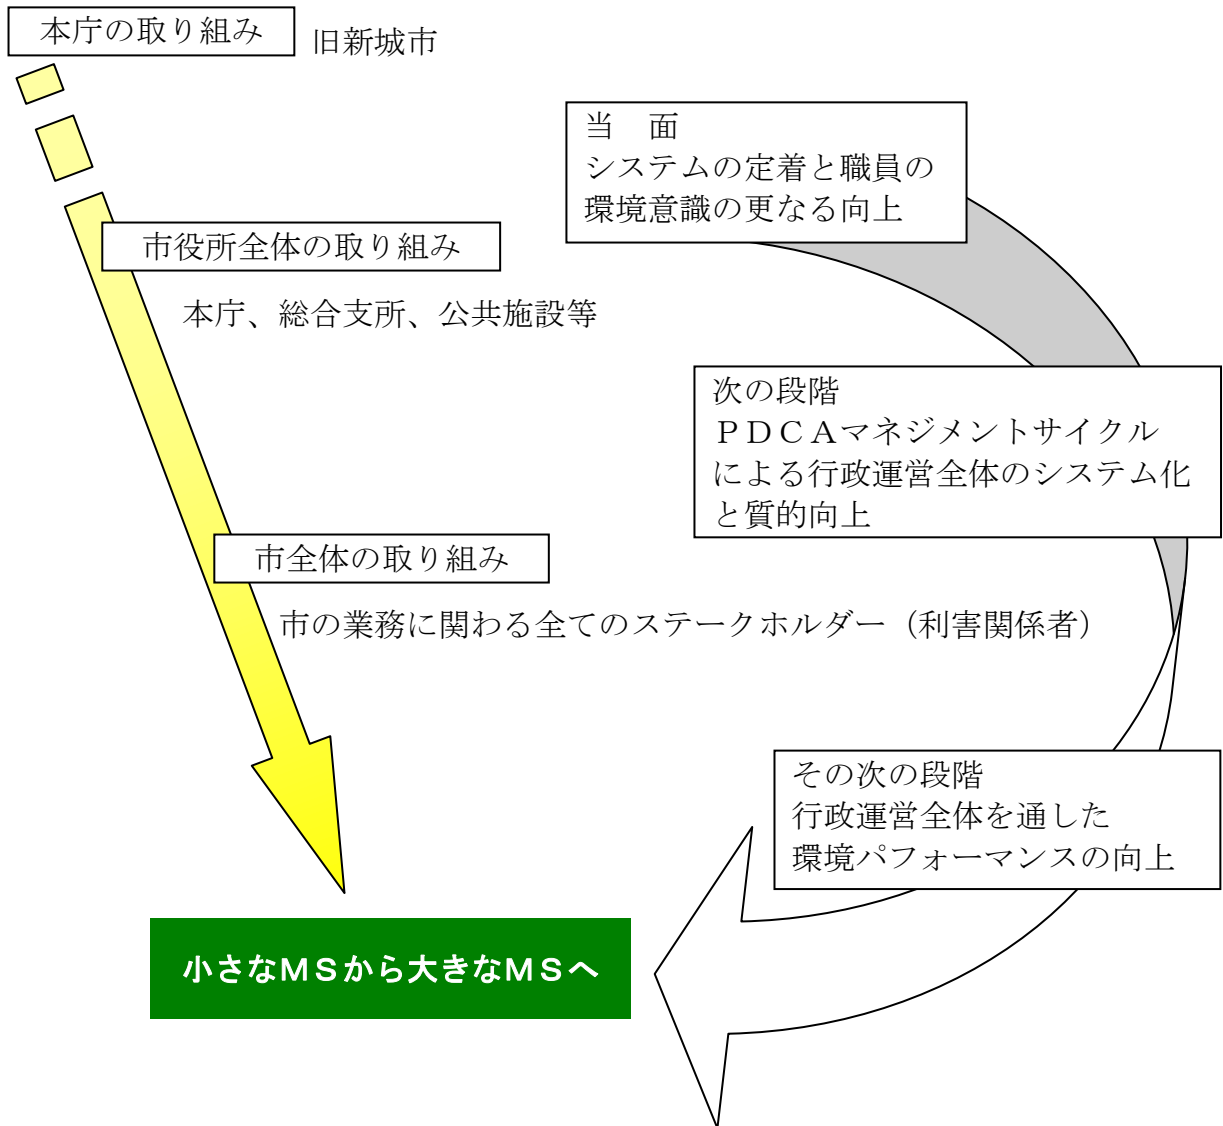 本庁の取り組み
旧新城市
当　面
システムの定着と職員の
環境意識の更なる向上
市役所全体の取り組み
本庁、総合支所、公共施設等
次の段階
ＰＤＣＡマネジメントサイクル
による行政運営全体のシステム化
と質的向上
市全体の取り組み
市の業務に関わる全てのステークホルダー（利害関係者）
その次の段階
行政運営全体を通した
環境パフォーマンスの向上
小さなＭＳから大きなＭＳへ